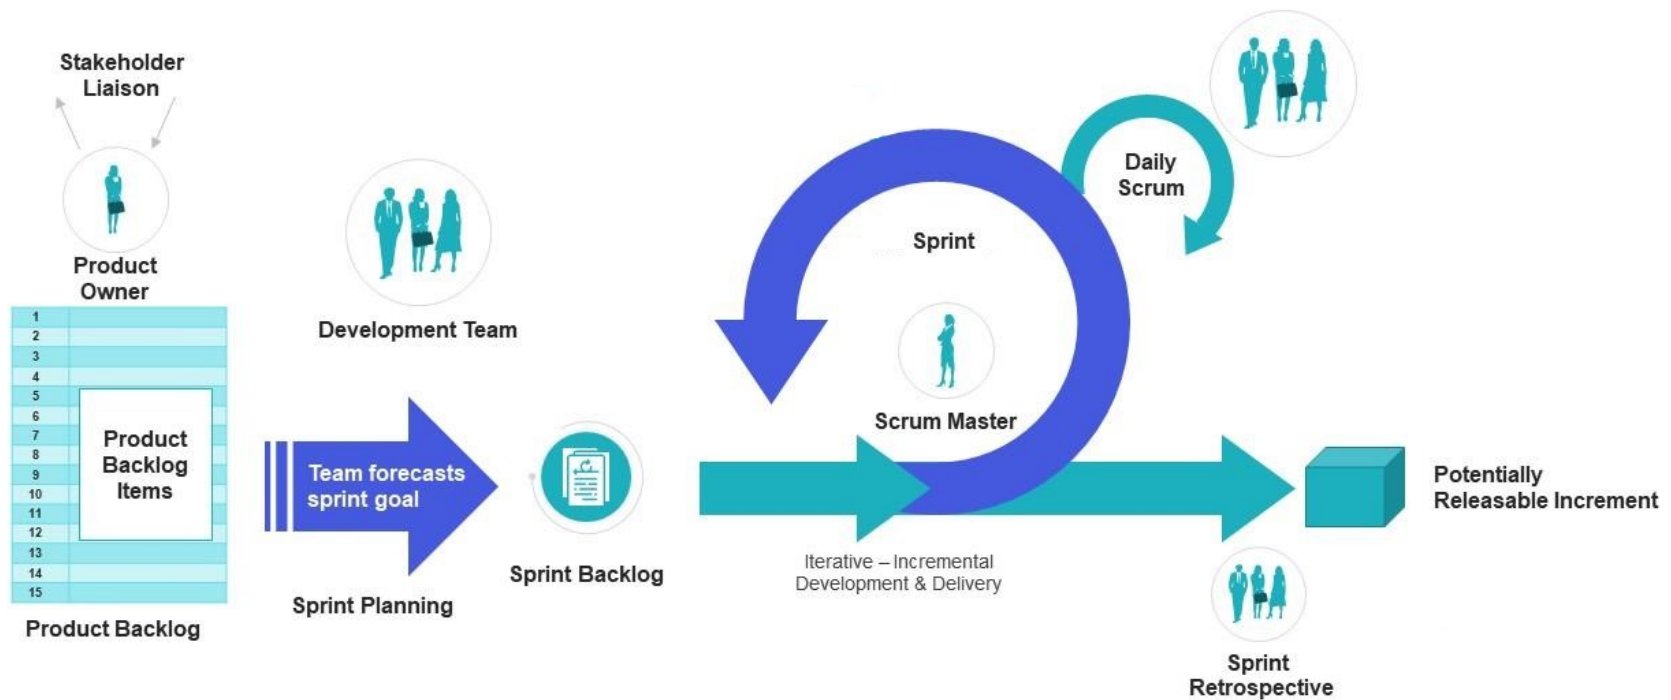 Stakeholder
Liaison
Product
Owner
1
2
3
4
5
6
7
8
9
10
11
12
13
14
15
Product
Backlog
Items
Product Backlog
Development Team
Team forecasts
sprint goal
Sprint Planning
Sprint Backlog
Sprint
Scrum Master
Daily
Scrum
Iterative – Incremental
Development & Delivery
Potentially
Releasable Increment
Sprint
Retrospective